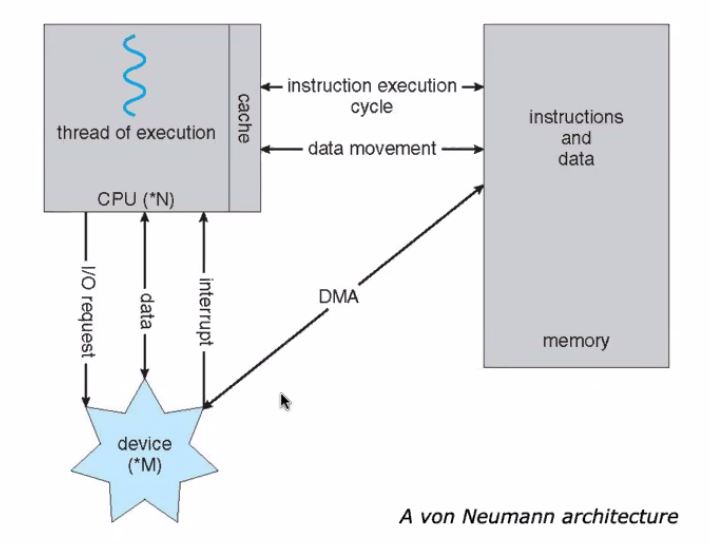 thread of execution
cache
CPU (*N)
instruction execution
cycle
data movement
instructions
and
data
memory
I/O request
data
interrupt
DMA
device
(*M)
A von Neumann architecture